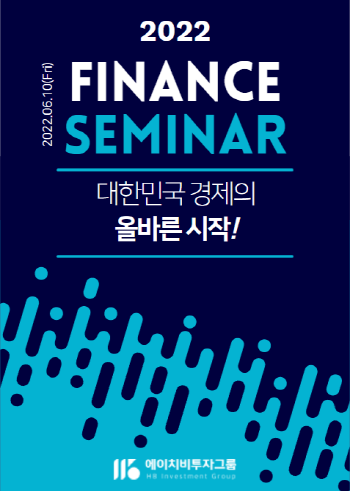 2022
2022.06.10(Fri)
FINANCE
SEMINAR
대한민국 경제의
올바른 시작!
에이치비투자그룹
HB Investment Group